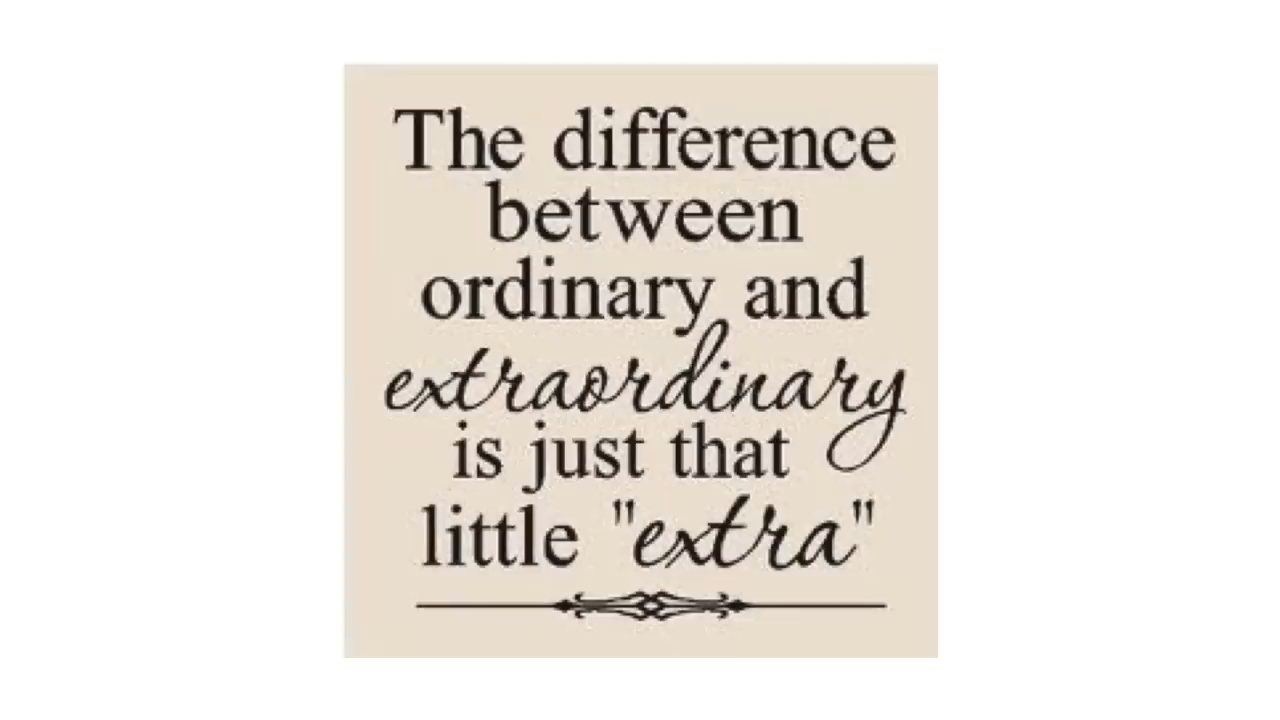 The difference
between
ordinary and
extraordinary
is just that
little "extra"